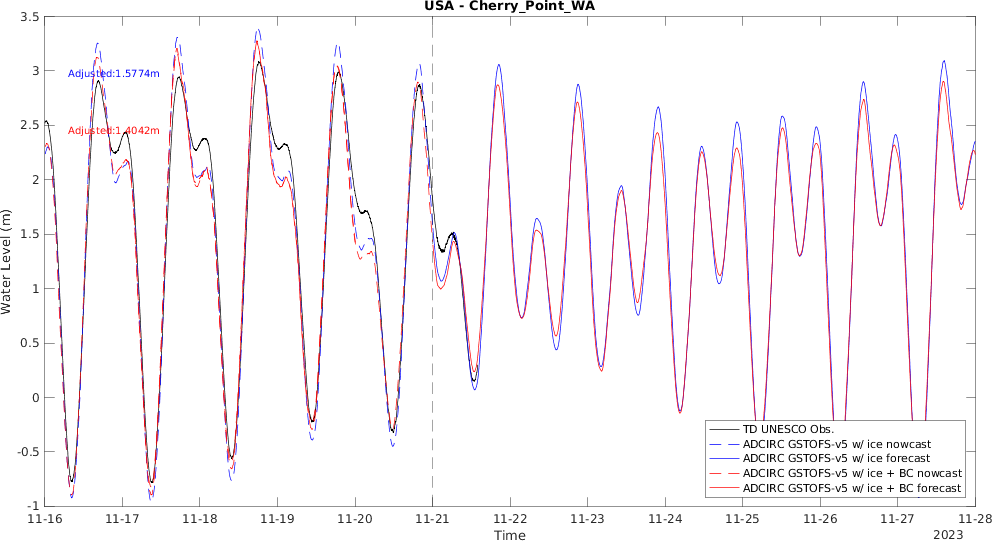 USA - Cherry_Point_WA
3.5
3
2.5
2
1.5
1
0.5
0
-0.5
-1
Water Level (m)
Adjusted:1.5774m
Adjusted:1.4042m
TD UNESCO Obs.
ADCIRC GSTOFS-v5 w/ ice nowcast
ADCIRC GSTOFS-v5 w/ ice forecast
ADCIRC GSTOFS-v5 w/ ice + BC nowcast
ADCIRC GSTOFS-v5 w/ ice + BC forecast
11-16 11-17 11-18 11-19 11-20 11-21 11-22 11-23 11-24 11-25 11-26 11-27 11-28
Time
2023